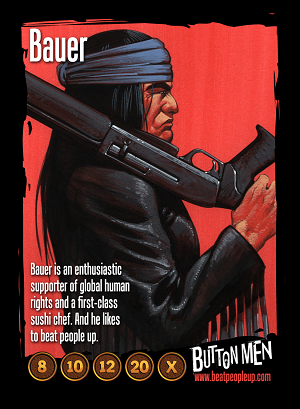 Bauer
Bauer is an enthusiastic
supporter of global human
rights and a first-class
sushi chef. And he likes
to beat people up.
8 10 12 20 X
BUTTON MEN
www.beatpeopleup.com